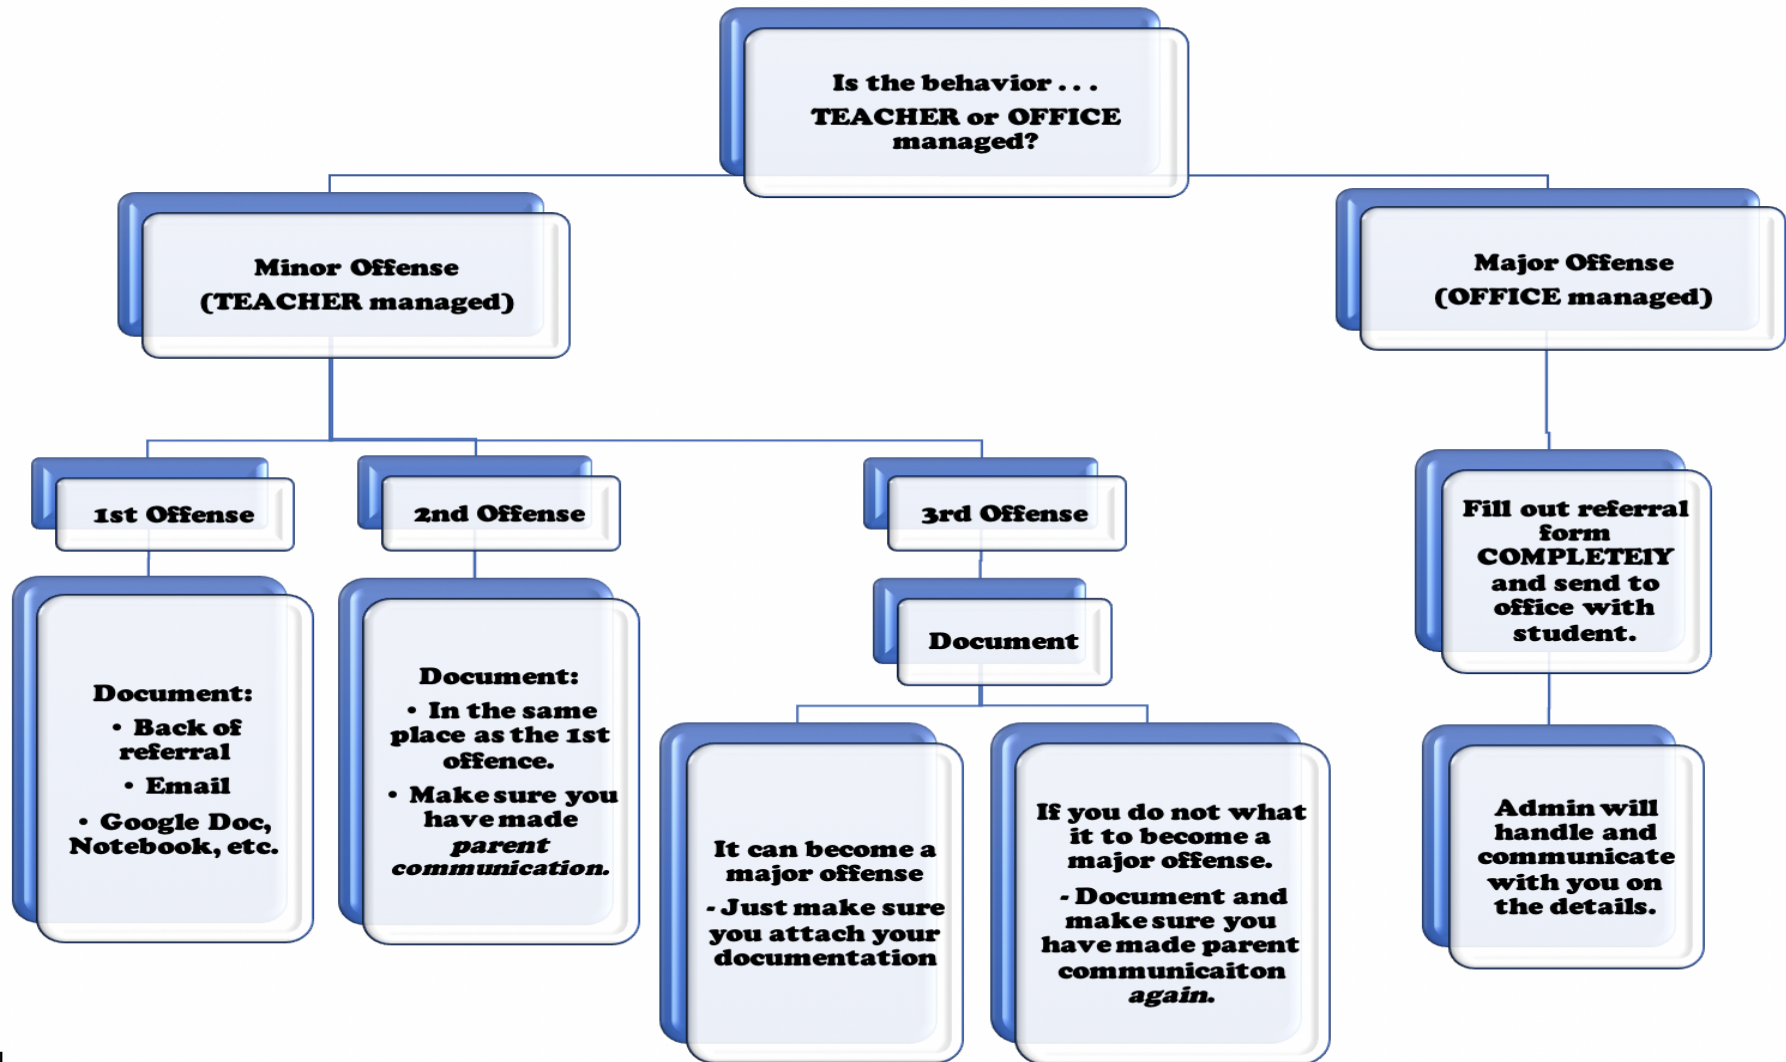 Is the behavior . . .
TEACHER or OFFICE
managed?
Minor Offense
(TEACHER managed)
Major Offense
(OFFICE managed)
1st Offense
2nd Offense
3rd Offense
Document:
• Back of
referral
• Email
• Google Doc,
Notebook, etc.
Document:
• In the same
place as the 1st
offence.
• Make sure you
have made
parent
communication.
Document
It can become a
major offense
- Just make sure
you attach your
documentation
If you do not what
it to become a
major offense.
- Document and
make sure you
have made parent
communicaiton
again.
Fill out referral
form
COMPLETElY
and send to
office with
student.
Admin will
handle and
communicate
with you on
the details.